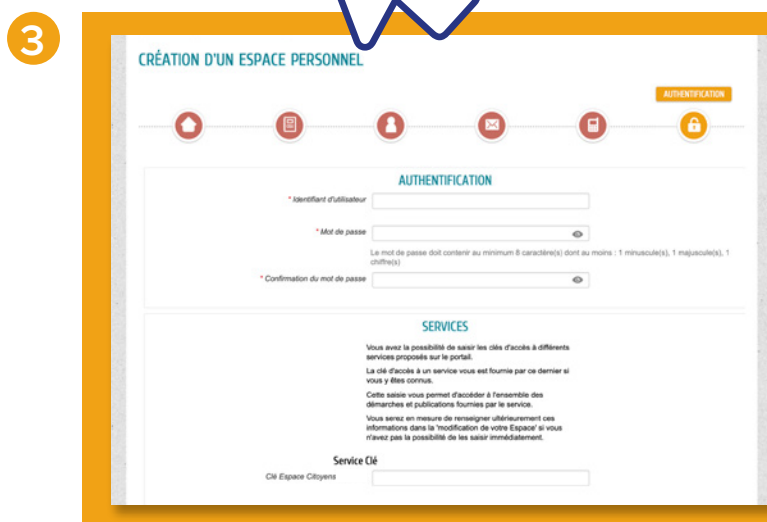 3
CRÉATION D'UN ESPACE PERSONNEL
AUTHENTIFICATION
AUTHENTIFICATION
* Identifiant d'utilisateur
* Mot de passe
Le mot de passe doit contenir au minimum 8 caractère(s) dont au moins : 1 minuscule(s), 1 majuscule(s), 1
chiffre(s)
* Confirmation du mot de passe
SERVICES
Vous avez la possibilité de saisir les clés d'accès à différents
services proposés sur le portail.
La clé d'accès à un service vous est fournie par ce dernier si
vous y êtes connus.
Cette saisie vous permet d'accéder à l'ensemble des
démarches et publications fournies par le service.
Vous serez en mesure de renseigner ultérieurement ces
informations dans la 'modification de votre Espace' si vous
n'avez pas la possibilité de les saisir immédiatement.
Service Clé
Clé Espace Citoyens